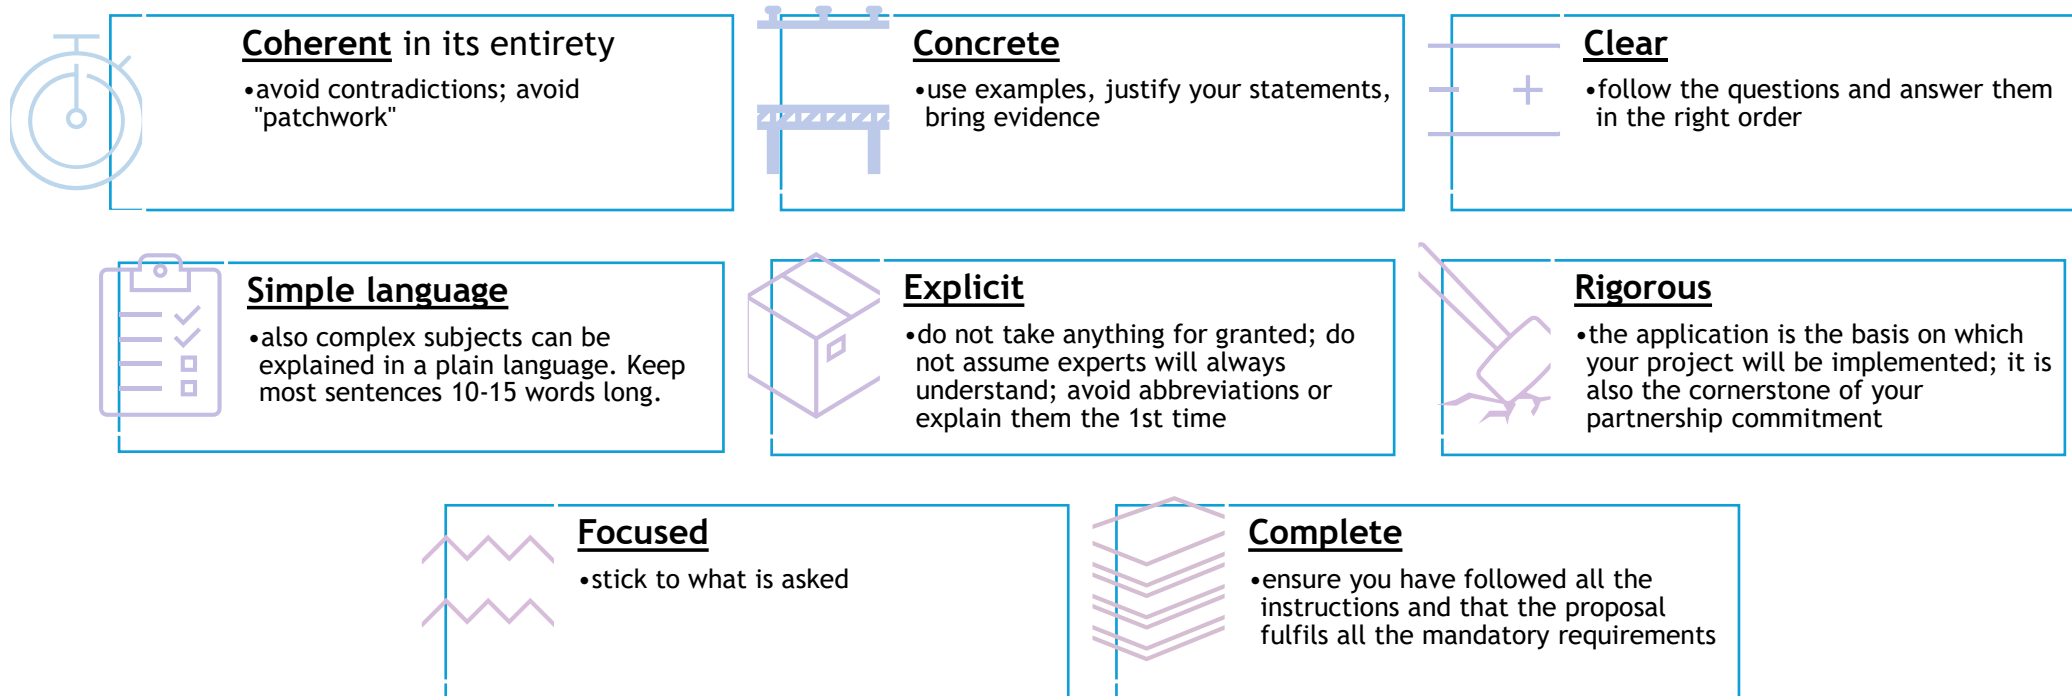 Coherent in its entirety
•avoid contradictions; avoid
"patchwork"
Concrete
•use examples, justify your statements,
bring evidence
Clear
•follow the questions and answer them
in the right order
Simple language
•also complex subjects can be
explained in a plain language. Keep
most sentences 10-15 words long.
Explicit
•do not take anything for granted; do
not assume experts will always
understand; avoid abbreviations or
explain them the 1st time
Rigorous
•the application is the basis on which
your project will be implemented; it is
also the cornerstone of your
partnership commitment
Focused
•stick to what is asked
Complete
•ensure you have followed all the
instructions and that the proposal
fulfils all the mandatory requirements